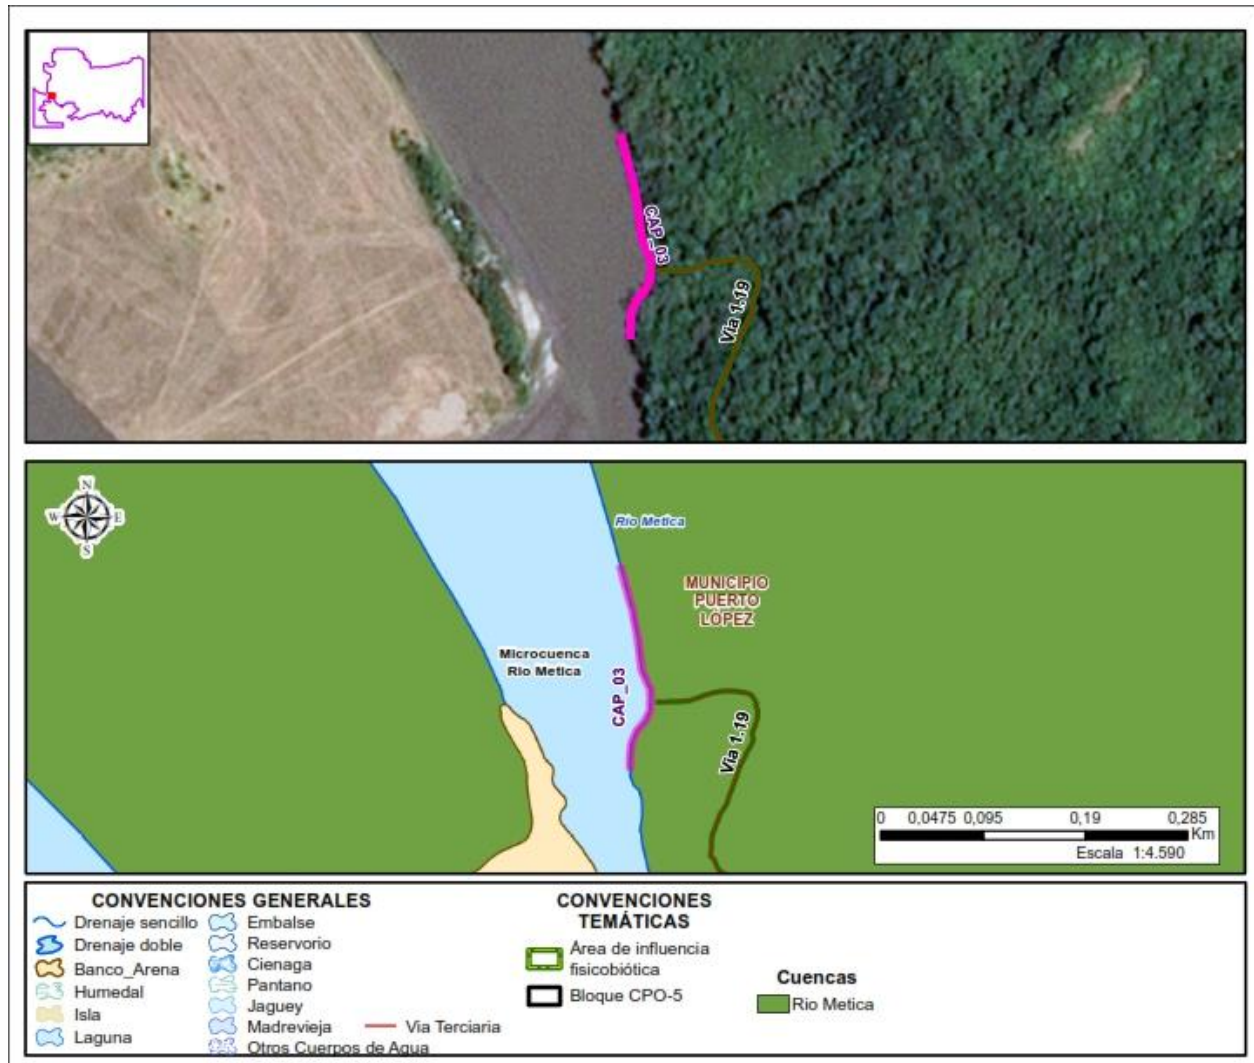 CAP_03
Via 1.19
N
W
E
S
Rio Metica
MUNICIPIO
PUERTO
LÓPEZ
Microcuenca
Rio Metica
CAP_03
Via 1.19
0 0,0475 0,095 0,19 0,285
Km
Escala 1:4.590
CONVENCIONES GENERALES
Drenaje sencillo
Drenaje doble
Banco_Arena
Humedal
Isla
Laguna
Embalse
Reservorio
Cienaga
Pantano
Jaguey
Madrevieja
Otros Cuerpos de Agua
Via Terciaria
CONVENCIONES
TEMÁTICAS
Área de influencia
fisicobiótica
Bloque CPO-5
Cuencas
Rio Metica